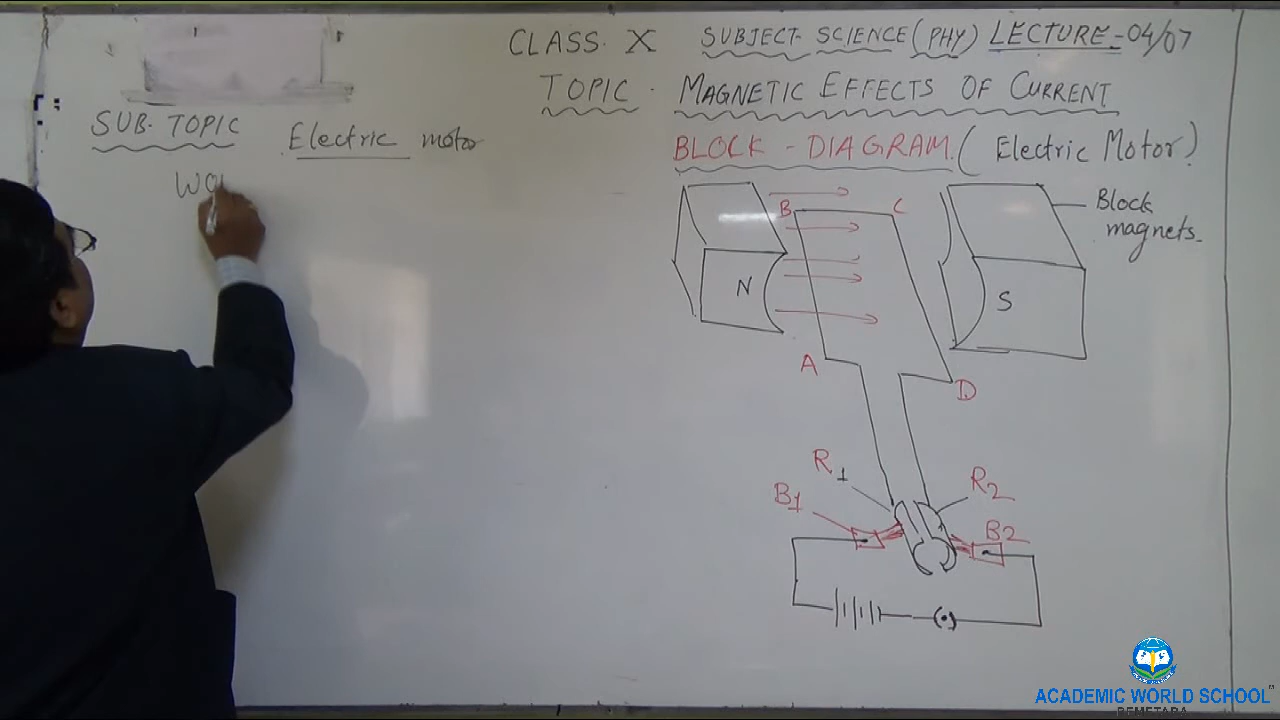 CLASS. X SUBJECT. SCIENCE (PHY) LECTURE - 04/07
TOPIC. MAGNETIC EFFECTS OF CURRENT
SUB. TOPIC Electric motor
BLOCK - DIAGRAM. ( Electric Motor )
WO
B
C
Block
magnets.
N
S
A
D
R1
R2
B1
B2
ACADEMIC WORLD SCHOOL
BEMETARA